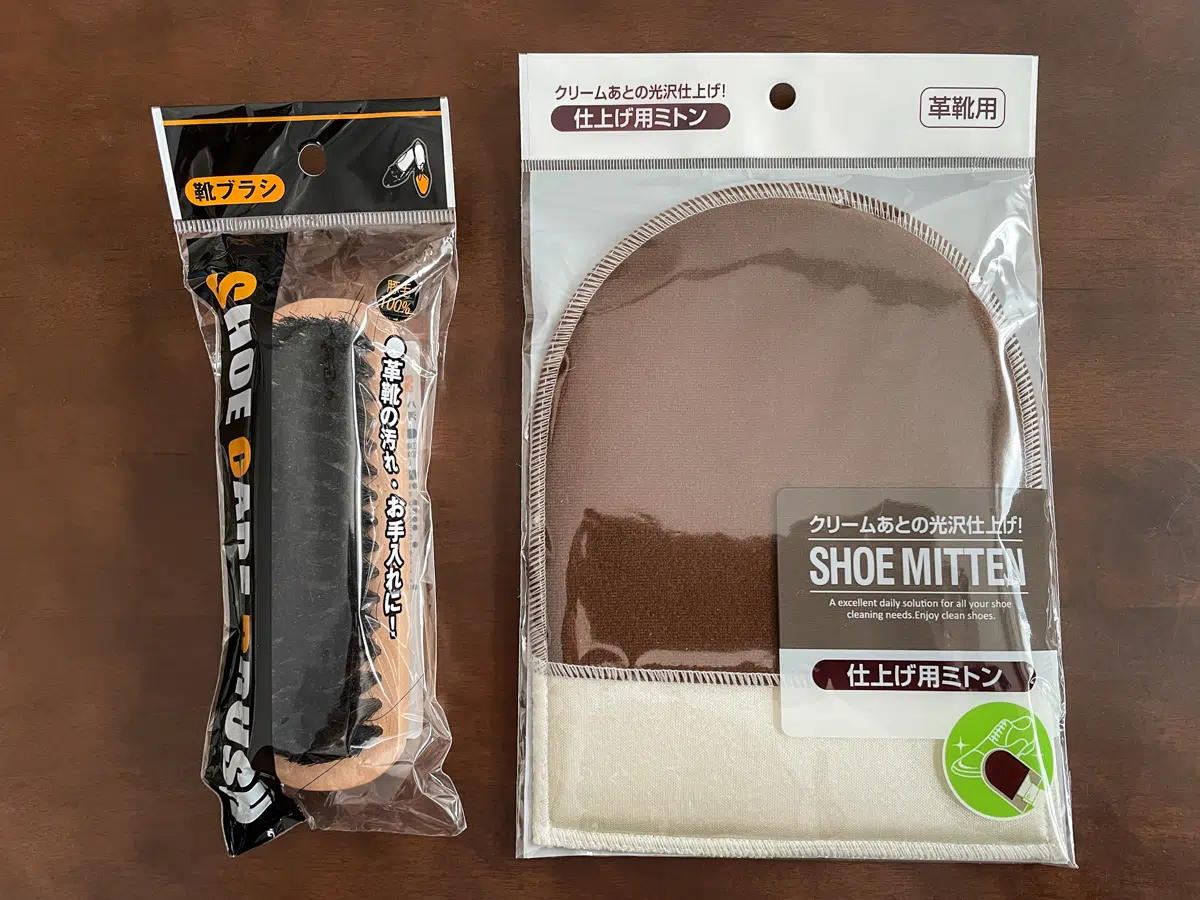 靴ブラシ
SHOE CARE BRUSH
豚毛
100%
●革靴の汚れ・お手入れに!
クリームあとの光沢仕上げ!
仕上げ用ミトン
革靴用
クリームあとの光沢仕上げ!
SHOE MITTEN
A excellent daily solution for all your shoe
cleaning needs.Enjoy clean shoes.
仕上げ用ミトン